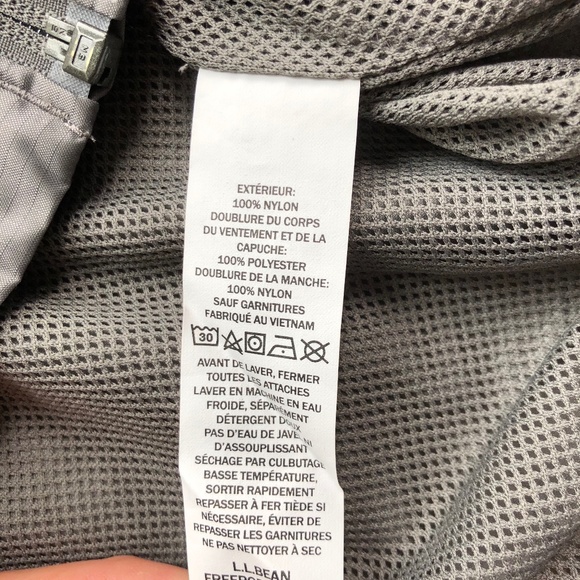 EXTÉRIEUR:
100% NYLON
DOUBLURE DU CORPS
DU VENTEMENT ET DE LA
CAPUCHE:
100% POLYESTER
DOUBLURE DE LA MANCHE:
100% NYLON
SAUF GARNITURES
FABRIQUÉ AU VIETNAM
30
AVANT DE LAVER, FERMER
TOUTES LES ATTACHES
LAVER EN MACHINE EN EAU
FROIDE, SÉPARÉMENT
DÉTERGENT DOUX
PAS D'EAU DE JAVEL NI
D'ASSOUPLISSANT
SÉCHAGE PAR CULBUTAGE
BASSE TEMPÉRATURE,
SORTIR RAPIDEMENT
REPASSER À FER TIÈDE SI
NÉCESSAIRE, ÉVITER DE
REPASSER LES GARNITURES
NE PAS NETTOYER À SEC
L.L.BEAN